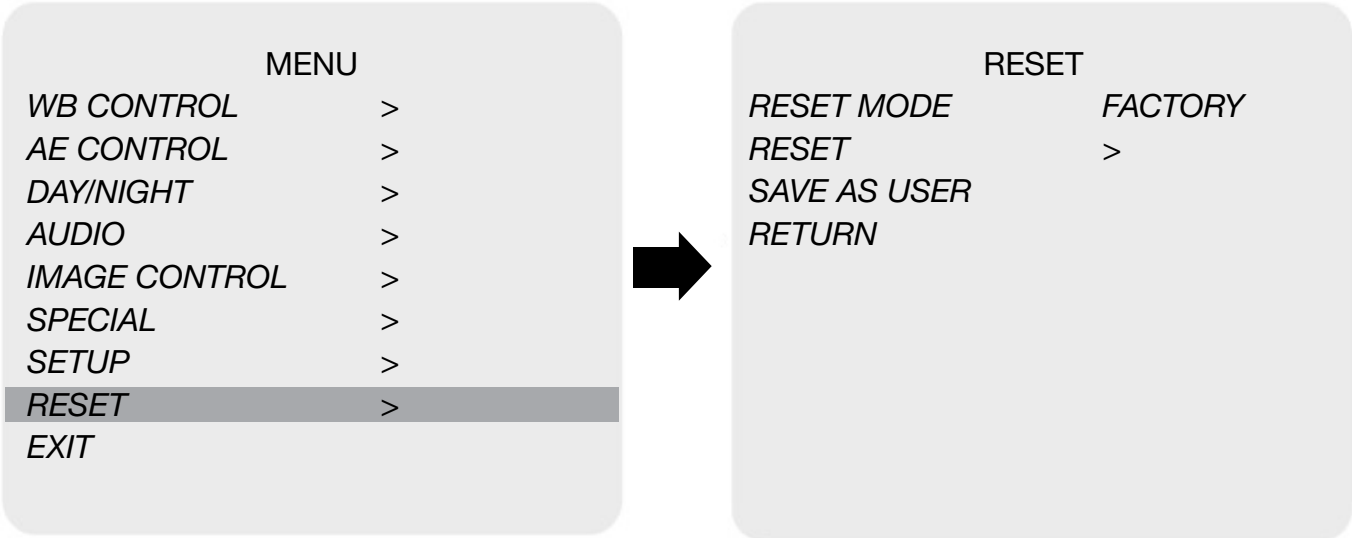 MENU
WB CONTROL >
AE CONTROL >
DAY/NIGHT >
AUDIO >
IMAGE CONTROL >
SPECIAL >
SETUP >
RESET >
EXIT
RESET
RESET MODE FACTORY
RESET >
SAVE AS USER
RETURN